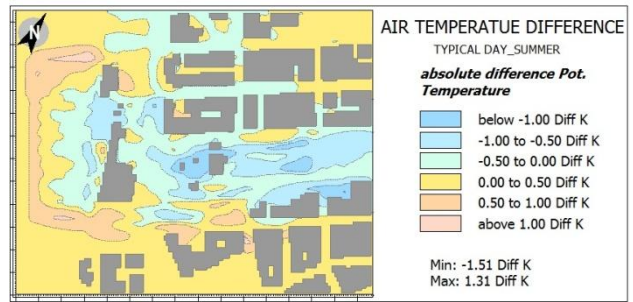 N
AIR TEMPERATUE DIFFERENCE
TYPICAL DAY_SUMMER
absolute difference Pot.
Temperature
below -1.00 Diff K
-1.00 to -0.50 Diff K
-0.50 to 0.00 Diff K
0.00 to 0.50 Diff K
0.50 to 1.00 Diff K
above 1.00 Diff K
Min: -1.51 Diff K
Max: 1.31 Diff K